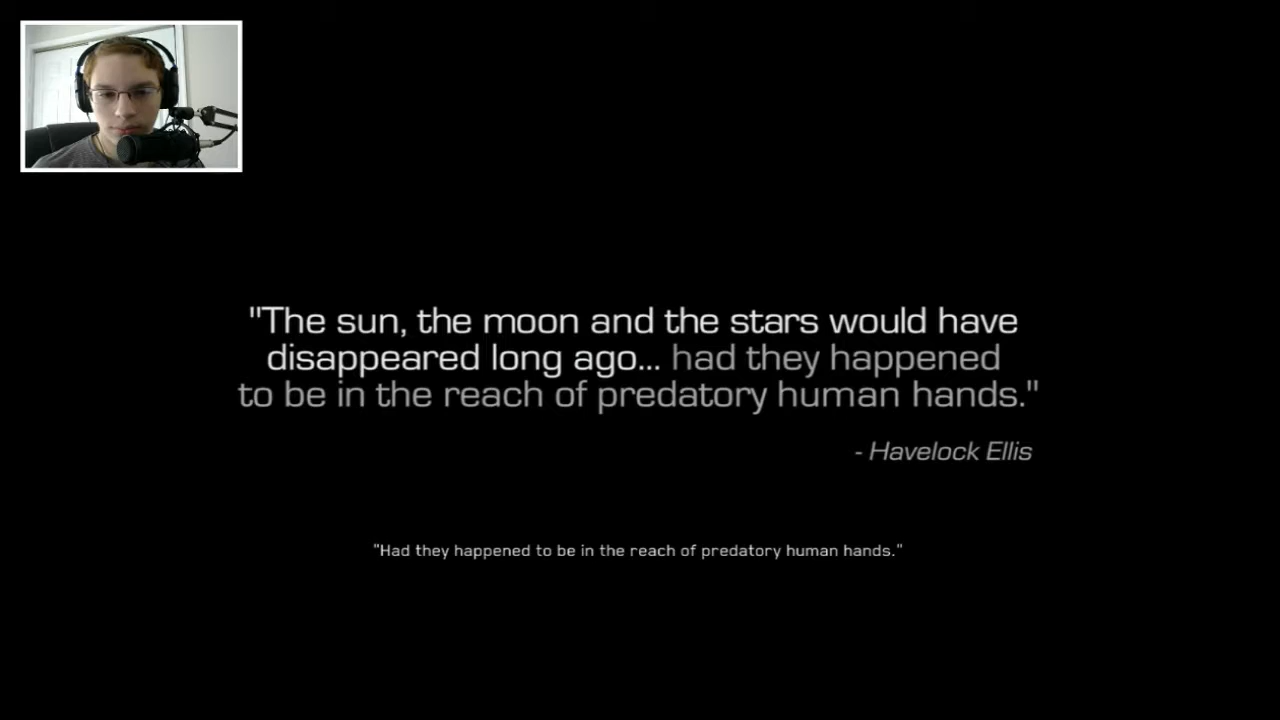 "The sun, the moon and the stars would have
disappeared long ago... had they happened
to be in the reach of predatory human hands."
- Havelock Ellis
"Had they happened to be in the reach of predatory human hands."